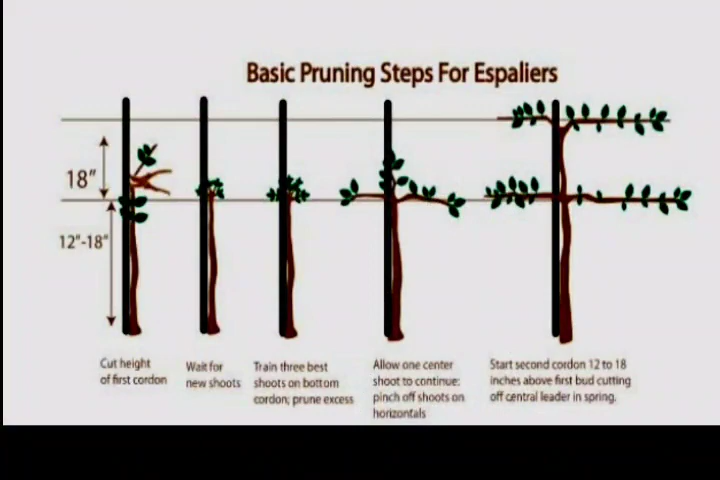 Basic Pruning Steps For Espaliers
18"
12"-18"
Cut height
of first cordon
Wait for
new shoots
Train three best
shoots on bottom
cordon; prune excess
Allow one center
shoot to continue:
pinch off shoots on
horizontals
Start second cordon 12 to 18
inches above first bud cutting
off central leader in spring.